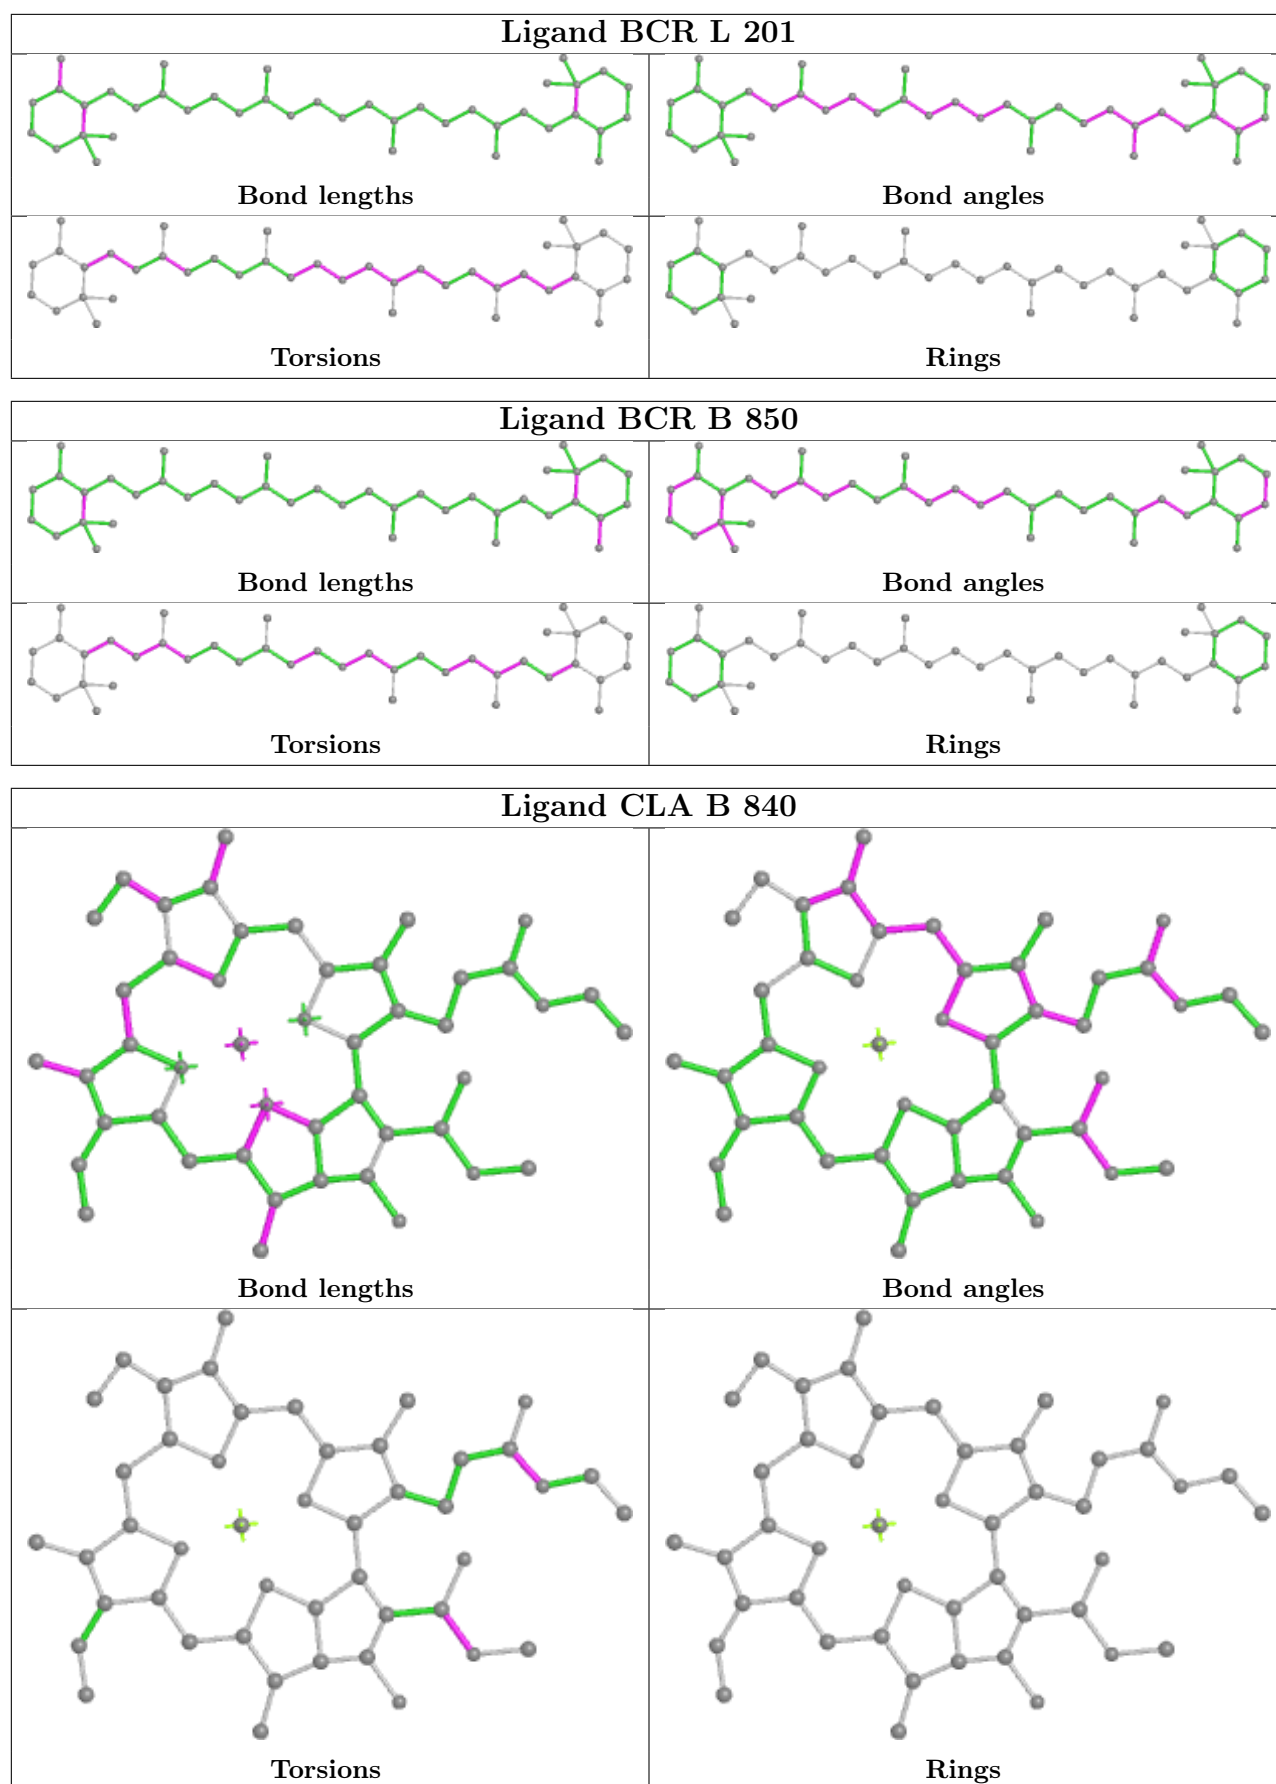 Ligand BCR L 201
Bond lengths
Bond angles
Torsions
Rings
Ligand BCR B 850
Bond lengths
Bond angles
Torsions
Rings
Ligand CLA B 840
Bond lengths
Bond angles
Torsions
Rings